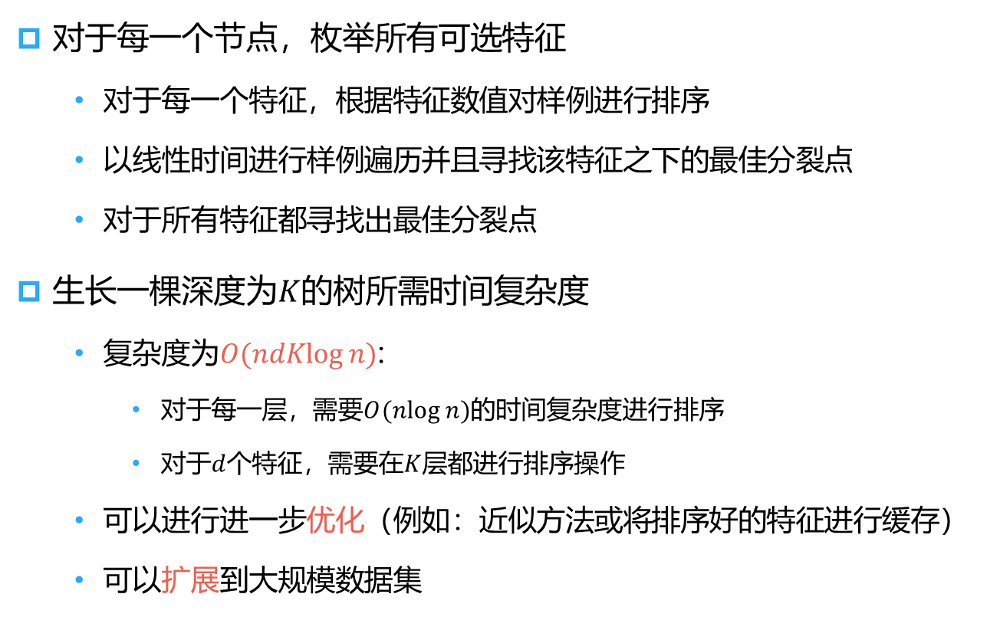 对于每一个节点，枚举所有可选特征
对于每一个特征，根据特征数值对样例进行排序
以线性时间进行样例遍历并且寻找该特征之下的最佳分裂点
对于所有特征都寻找出最佳分裂点
生长一棵深度为K的树所需时间复杂度
复杂度为O(ndKlog n):
对于每一层，需要O(nlog n)的时间复杂度进行排序
对于d个特征，需要在K层都进行排序操作
可以进行进一步优化（例如：近似方法或将排序好的特征进行缓存）
可以扩展到大规模数据集